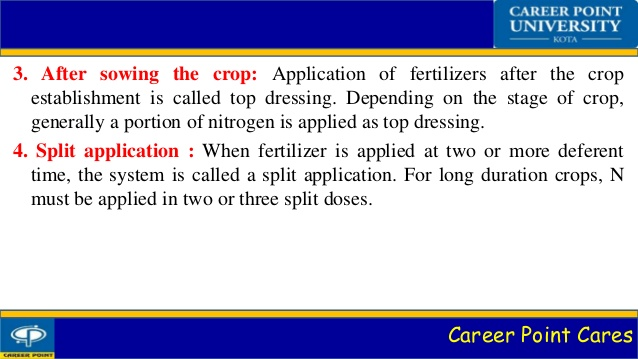 CAREER POINT
UNIVERSITY
KOTA
3. After sowing the crop: Application of fertilizers after the crop
establishment is called top dressing. Depending on the stage of crop,
generally a portion of nitrogen is applied as top dressing.
4. Split application : When fertilizer is applied at two or more deferent
time, the system is called a split application. For long duration crops, N
must be applied in two or three split doses.
CAREER POINT
Career Point Cares